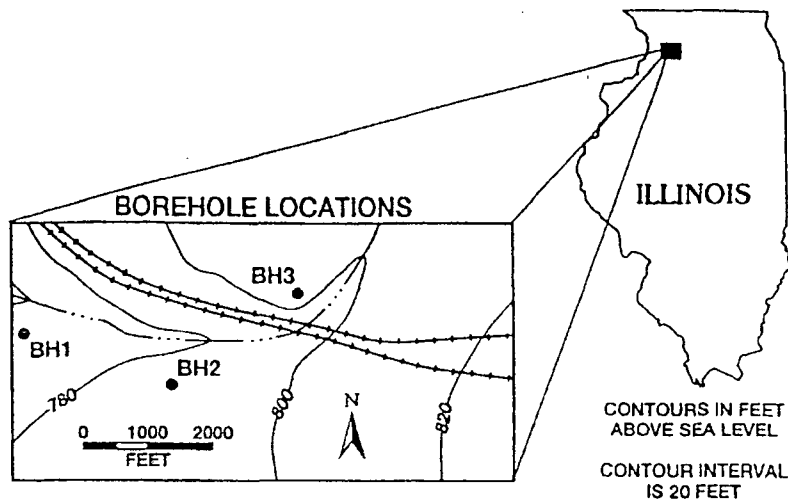 BOREHOLE LOCATIONS
ILLINOIS
BH3
BH1
BH2
780
800
820
N
0 1000 2000
FEET
CONTOURS IN FEET
ABOVE SEA LEVEL
CONTOUR INTERVAL
IS 20 FEET